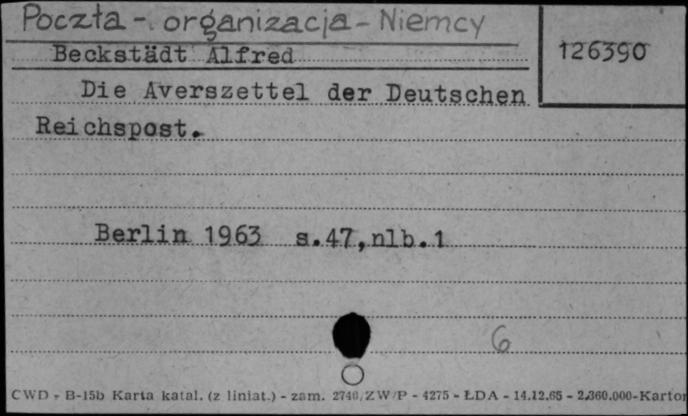 Poczta - organizacja - Niemcy
Beckstädt Alfred
126390
Die Averszettel der Deutschen
Reichspost.
Berlin 1963 s.47,nlb.1
6
CWD - B-15b Karta katal. (z liniat.) - zam. 2740/ZW/P - 4275 - ŁDA - 14.12.65 - 2.360.000-Karton